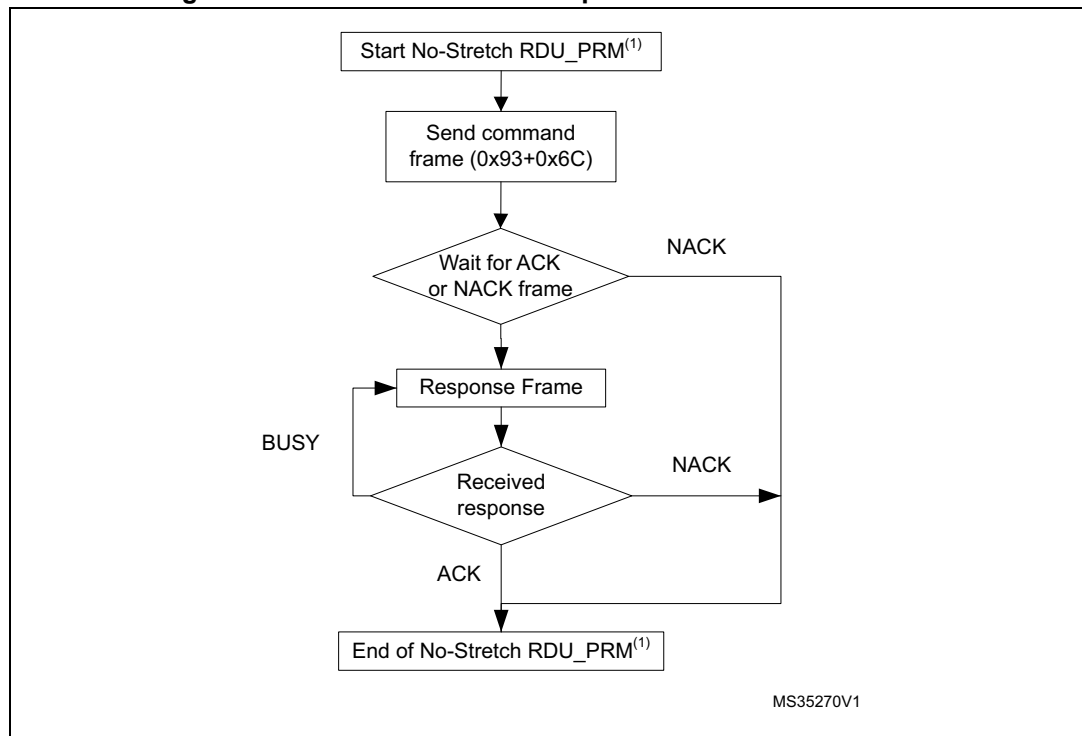 Start No-Stretch RDU_PRM(1)
Send command
frame (0x93+0x6C)
Wait for ACK
or NACK frame
NACK
Response Frame
BUSY
Received
response
NACK
ACK
End of No-Stretch RDU_PRM(1)
MS35270V1